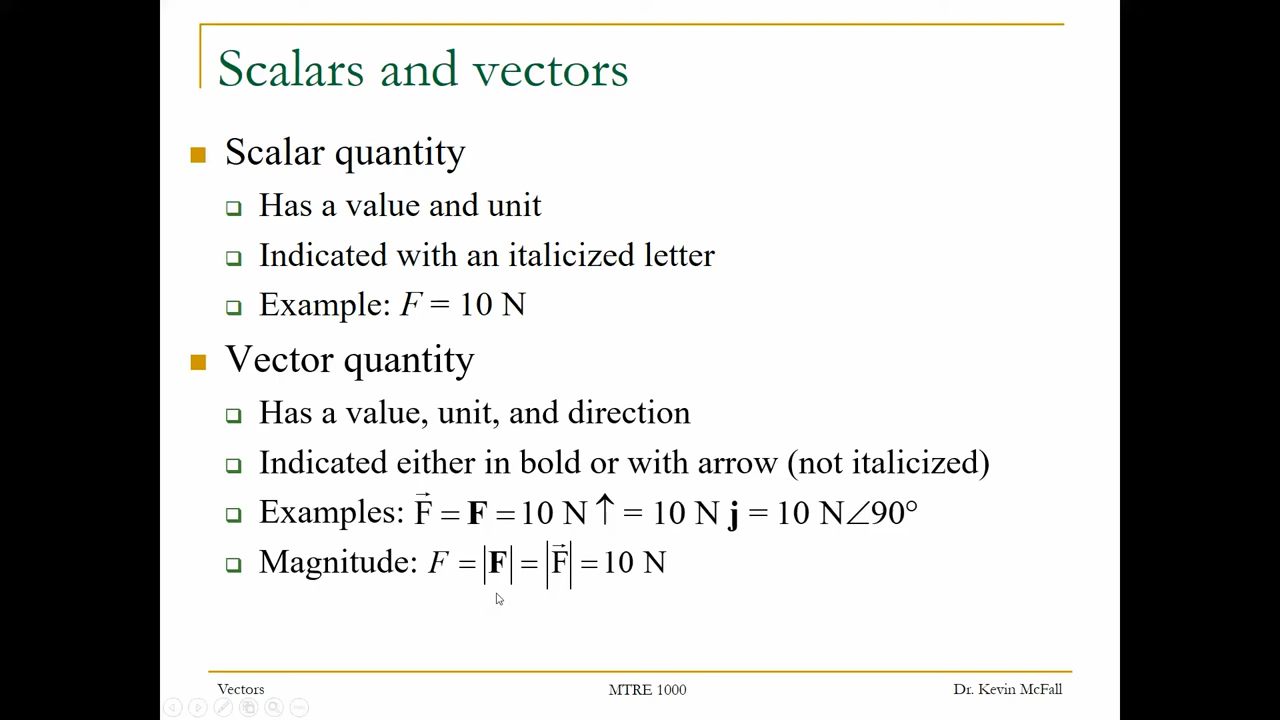 Scalars and vectors
Scalar quantity
Has a value and unit
Indicated with an italicized letter
Example: F = 10 N
Vector quantity
Has a value, unit, and direction
Indicated either in bold or with arrow (not italicized)
Examples: F⃗ = F = 10 N ↑ = 10 N j = 10 N∠90°
Magnitude: F = |F| = |F⃗| = 10 N
Vectors MTRE 1000 Dr. Kevin McFall